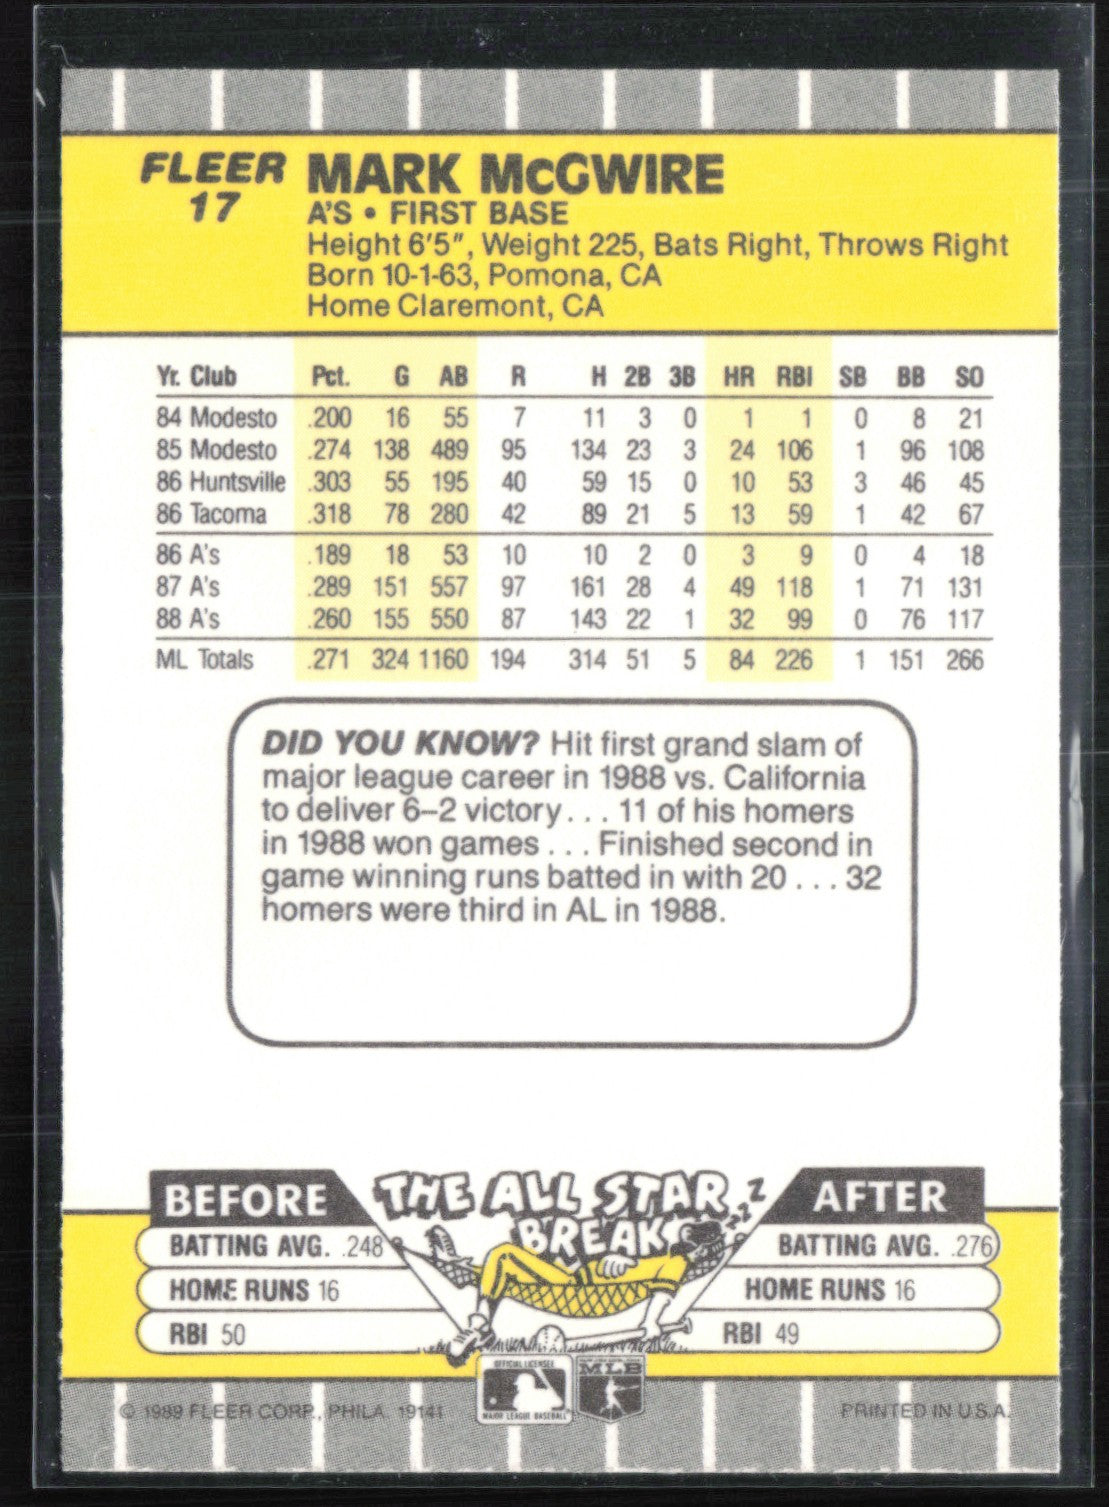 FLEER
17
MARK McGWIRE
A'S • FIRST BASE
Height 6'5", Weight 225, Bats Right, Throws Right
Born 10-1-63, Pomona, CA
Home Claremont, CA
Yr. Club Pct. G AB R H 2B 3B HR RBI SB BB SO
84 Modesto .200 16 55 7 11 3 0 1 1 0 8 21
85 Modesto .274 138 489 95 134 23 3 24 106 1 96 108
86 Huntsville .303 55 195 40 59 15 0 10 53 3 46 45
86 Tacoma .318 78 280 42 89 21 5 13 59 1 42 67
86 A's .189 18 53 10 10 2 0 3 9 0 4 18
87 A's .289 151 557 97 161 28 4 49 118 1 71 131
88 A's .260 155 550 87 143 22 1 32 99 0 76 117
ML Totals .271 324 1160 194 314 51 5 84 226 1 151 266
DID YOU KNOW? Hit first grand slam of
major league career in 1988 vs. California
to deliver 6–2 victory... 11 of his homers
in 1988 won games ... Finished second in
game winning runs batted in with 20 ... 32
homers were third in AL in 1988.
BEFORE
THE ALL STAR
BREAK
Z Z Z
AFTER
BATTING AVG. .248
HOME RUNS 16
RBI 50
BATTING AVG. .276
HOME RUNS 16
RBI 49
OFFICIAL LICENSEE
MAJOR LEAGUE BASEBALL
MLB
© 1989 FLEER CORP., PHILA. 19141
PRINTED IN U.S.A.